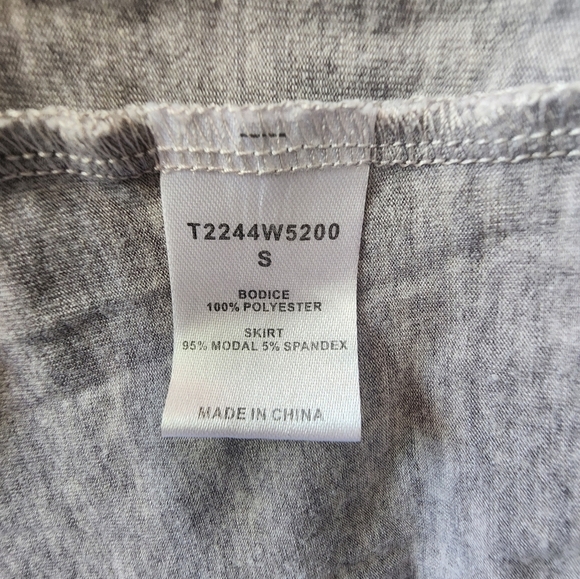 T2244W5200
S
BODICE
100% POLYESTER
SKIRT
95% MODAL 5% SPANDEX
MADE IN CHINA